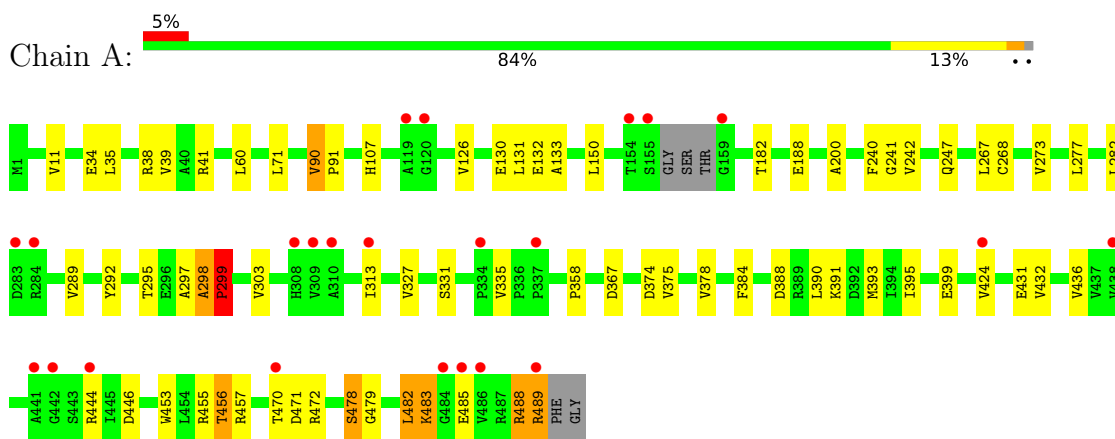 5%
Chain A:
84% 13% • •
M1 V11 E34 L35 R38 V39 A40 R41 L60 L71 V90 P91 H107 A119 G120 V126 E130 L131 E132 A133 L150 T154 S155 GLY SER THR G159 T182 E188 A200 F240 G241 V242 Q247 L267 C268 V273 L277 L282
D283 R284 V289 Y292 T295 E296 A297 A298 P299 V303 H308 V309 A310 I313 V327 S331 P334 V335 P336 P337 P358 D367 D374 V375 V378 F384 D388 R389 L390 K391 D392 M393 I394 I395 E399 V424 E431 V432 V436 V437 V438
A441 G442 S443 R444 I445 D446 W453 L454 R455 T456 R457 T470 D471 R472 S478 G479 L482 K483 G484 E485 V486 R487 R488 R489 PHE GLY